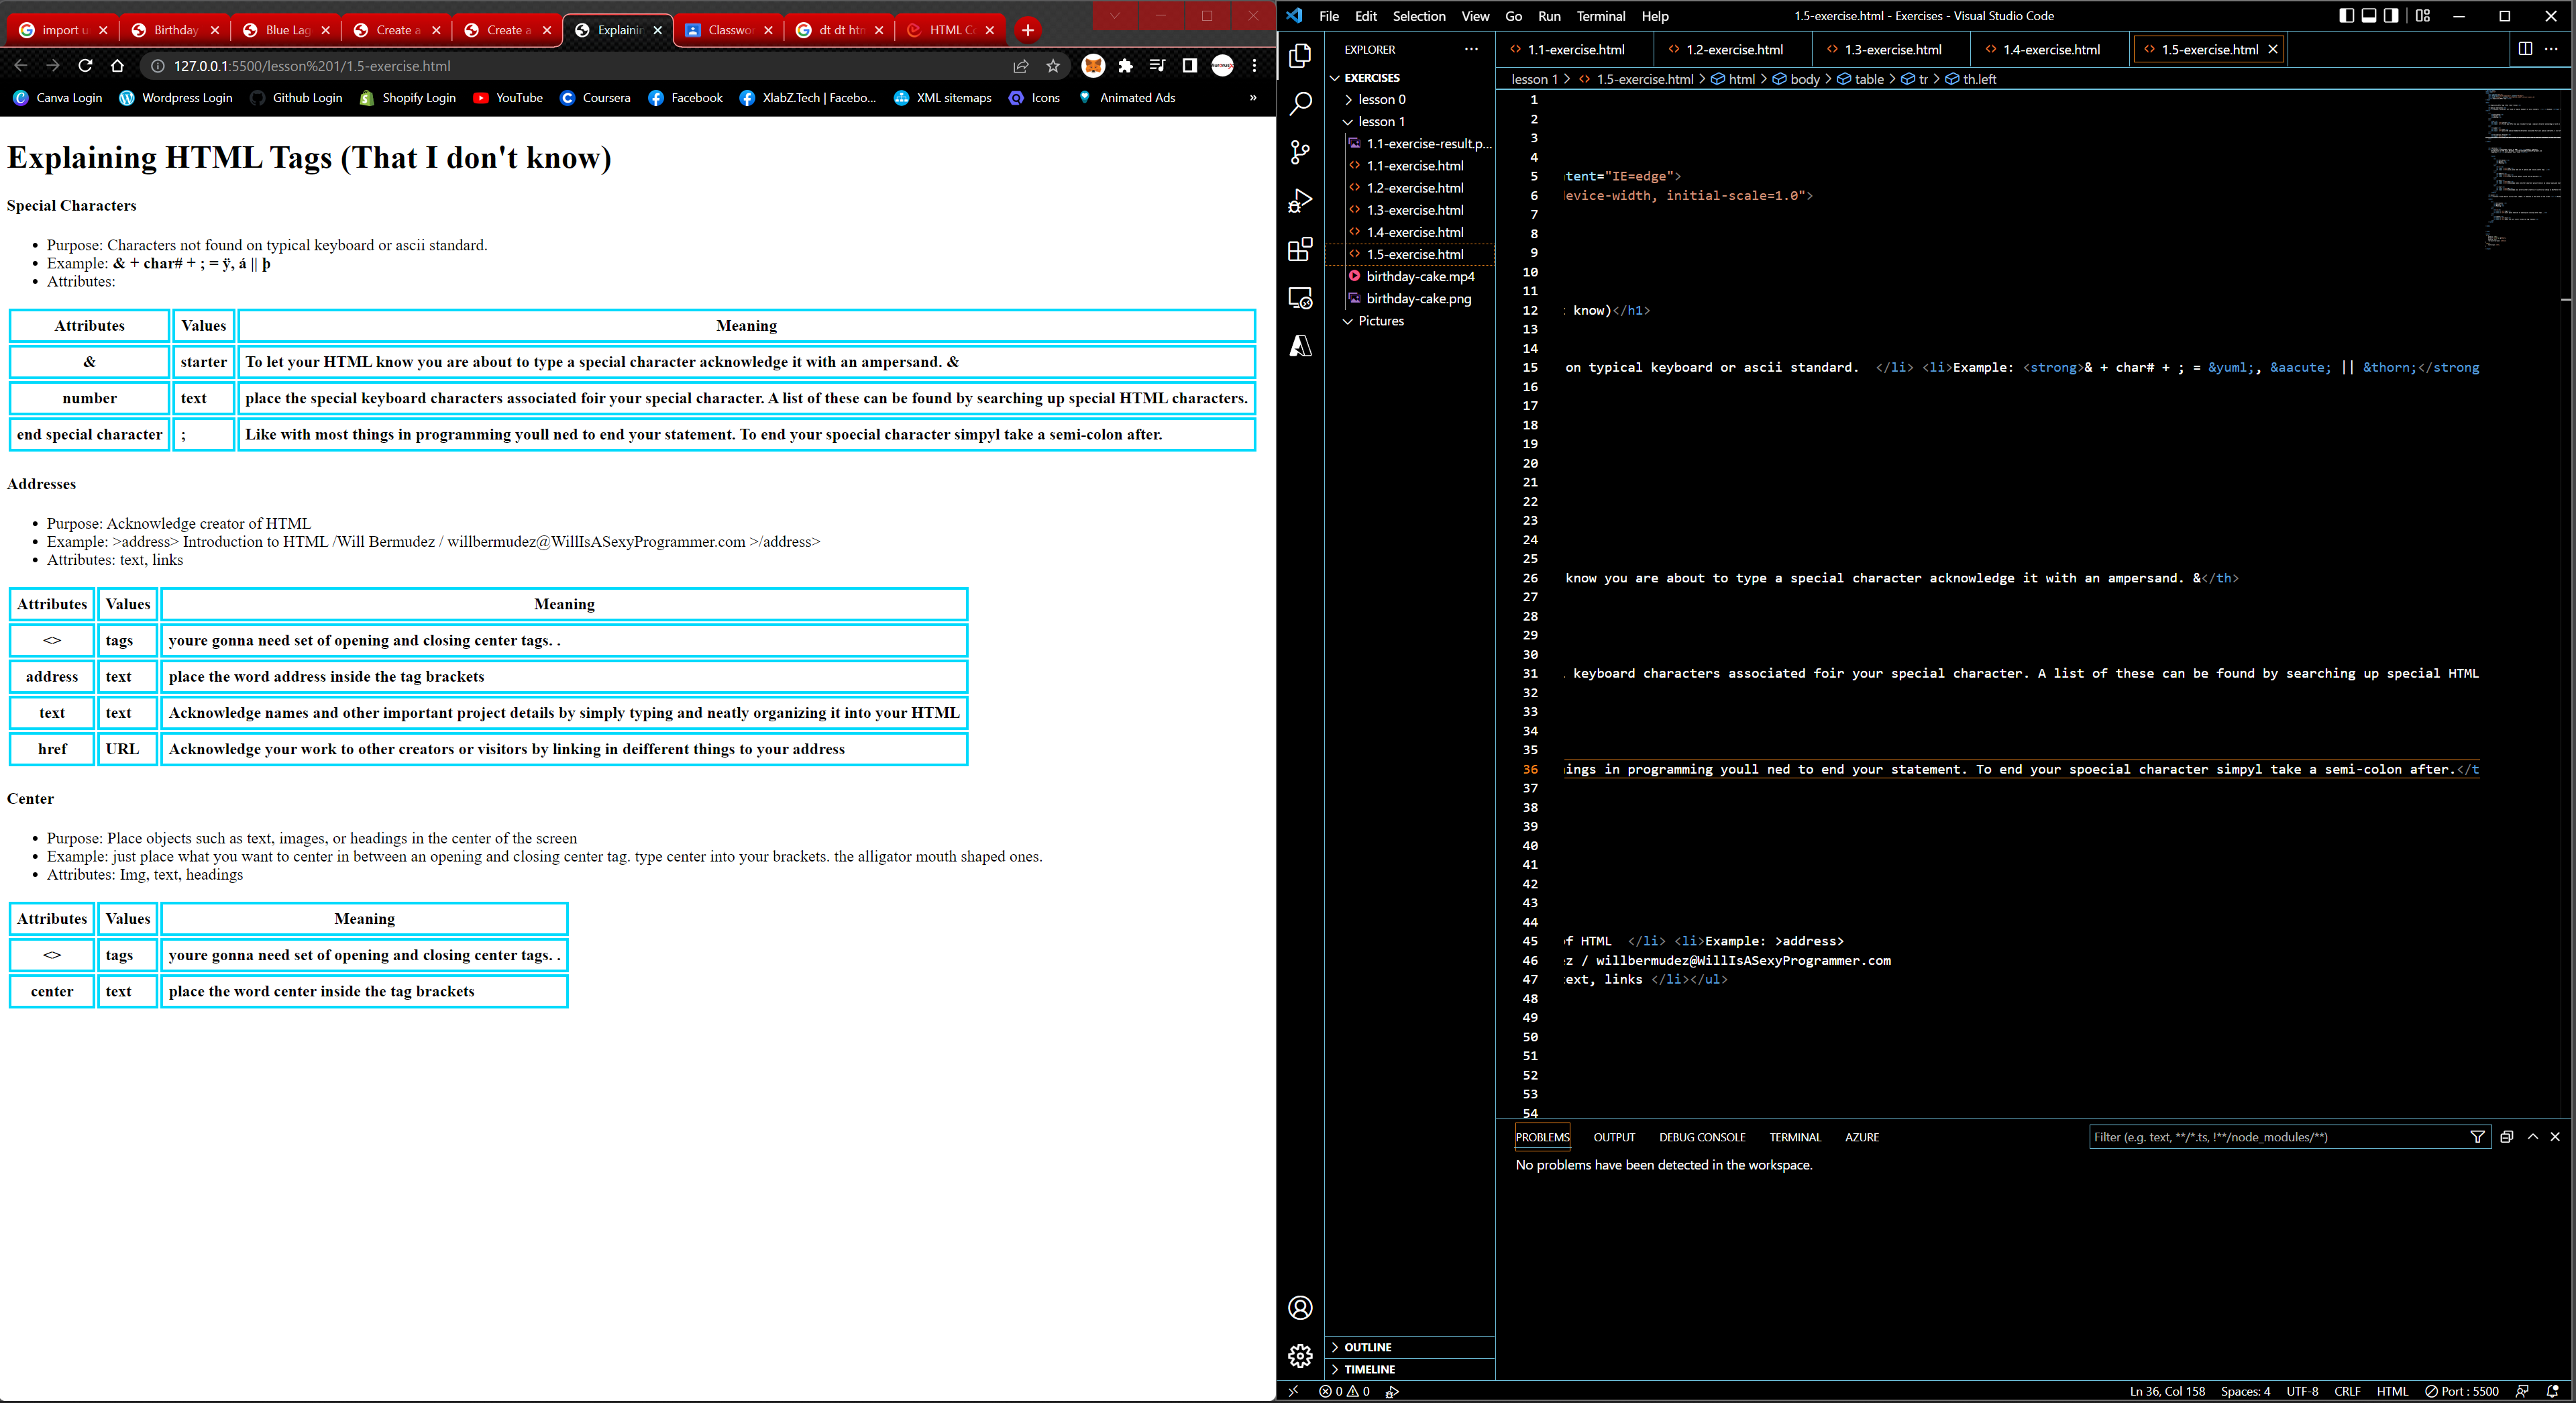 import u
Birthday
Blue Lag
Create a
Create a
Explainin
Classwor
dt dt htm
HTML Co
127.0.0.1:5500/lesson%201/1.5-exercise.html
Canva Login Wordpress Login Github Login Shopify Login YouTube Coursera Facebook XlabZ.Tech | Facebo... XML sitemaps Icons Animated Ads »
Explaining HTML Tags (That I don't know)
Special Characters
• Purpose: Characters not found on typical keyboard or ascii standard.
• Example: & + char# + ; = ÿ, á || þ
• Attributes:
Attributes Values Meaning
& starter To let your HTML know you are about to type a special character acknowledge it with an ampersand. &
number text place the special keyboard characters associated foir your special character. A list of these can be found by searching up special HTML characters.
end special character ; Like with most things in programming youll ned to end your statement. To end your spoecial character simpyl take a semi-colon after.
Addresses
• Purpose: Acknowledge creator of HTML
• Example: >address> Introduction to HTML /Will Bermudez / willbermudez@WillIsASexyProgrammer.com >/address>
• Attributes: text, links
Attributes Values Meaning
<> tags youre gonna need set of opening and closing center tags. .
address text place the word address inside the tag brackets
text text Acknowledge names and other important project details by simply typing and neatly organizing it into your HTML
href URL Acknowledge your work to other creators or visitors by linking in deifferent things to your address
Center
• Purpose: Place objects such as text, images, or headings in the center of the screen
• Example: just place what you want to center in between an opening and closing center tag. type center into your brackets. the alligator mouth shaped ones.
• Attributes: Img, text, headings
Attributes Values Meaning
<> tags youre gonna need set of opening and closing center tags. .
center text place the word center inside the tag brackets
File Edit Selection View Go Run Terminal Help 1.5-exercise.html - Exercises - Visual Studio Code
EXPLORER ...
EXERCISES
lesson 0
lesson 1
1.1-exercise-result.p...
1.1-exercise.html
1.2-exercise.html
1.3-exercise.html
1.4-exercise.html
1.5-exercise.html
birthday-cake.mp4
birthday-cake.png
Pictures
OUTLINE
TIMELINE
1.1-exercise.html 1.2-exercise.html 1.3-exercise.html 1.4-exercise.html 1.5-exercise.html
lesson 1 > 1.5-exercise.html > html > body > table > tr > th.left
1
2
3
4
5 ntent="IE=edge">
6 device-width, initial-scale=1.0">
7
8
9
10
11
12 t know)</h1>
13
14
15 on typical keyboard or ascii standard. </li> <li>Example: <strong>& + char# + ; = &yuml;, &aacute; || &thorn;</strong
16
17
18
19
20
21
22
23
24
25
26 know you are about to type a special character acknowledge it with an ampersand. &</th>
27
28
29
30
31 keyboard characters associated foir your special character. A list of these can be found by searching up special HTML
32
33
34
35
36 ings in programming youll ned to end your statement. To end your spoecial character simpyl take a semi-colon after.</t
37
38
39
40
41
42
43
44
45 of HTML </li> <li>Example: >address>
46 ez / willbermudez@WillIsASexyProgrammer.com
47 text, links </li></ul>
48
49
50
51
52
53
54
PROBLEMS OUTPUT DEBUG CONSOLE TERMINAL AZURE Filter (e.g. text, **/*.ts, !**/node_modules/**)
No problems have been detected in the workspace.
0 0 Ln 36, Col 158 Spaces: 4 UTF-8 CRLF HTML Port : 5500